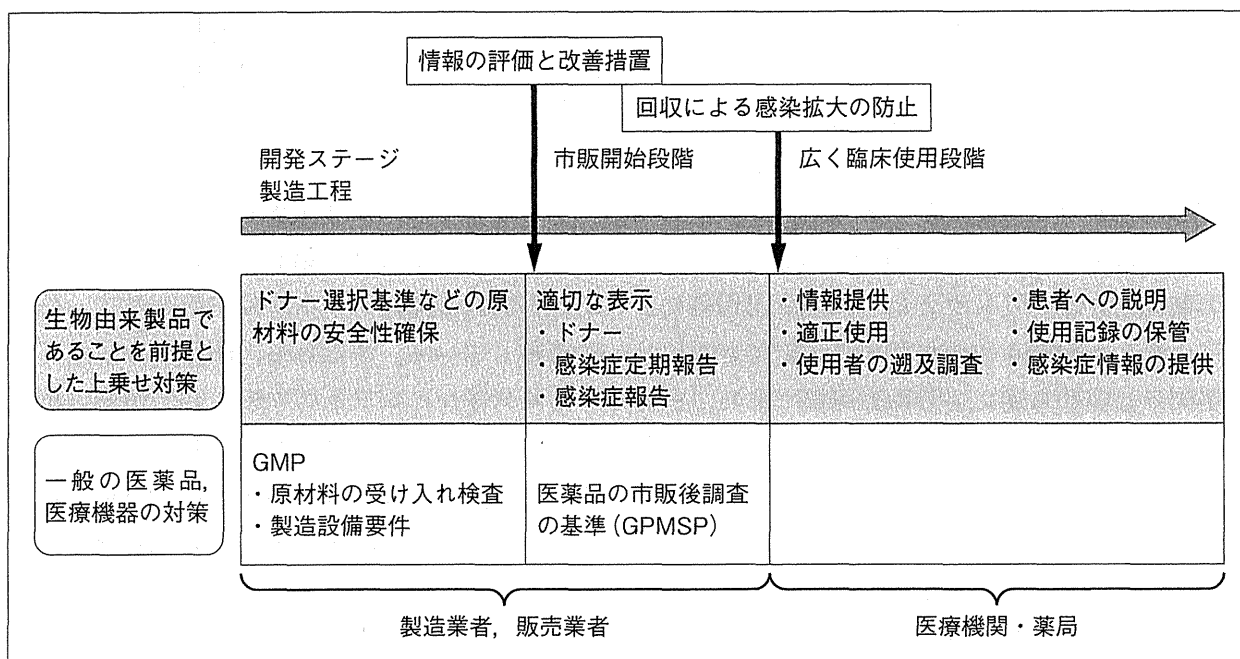 情報の評価と改善措置
回収による感染拡大の防止
開発ステージ
製造工程
市販開始段階
広く臨床使用段階
生物由来製品で
あることを前提と
した上乗せ対策
ドナー選択基準などの原
材料の安全性確保
適切な表示
・ドナー
・感染症定期報告
・感染症報告
・情報提供
・適正使用
・使用者の遡及調査
・患者への説明
・使用記録の保管
・感染症情報の提供
一般の医薬品,
医療機器の対策
GMP
・原材料の受け入れ検査
・製造設備要件
医薬品の市販後調査
の基準(GPMSP)
製造業者,販売業者
医療機関・薬局